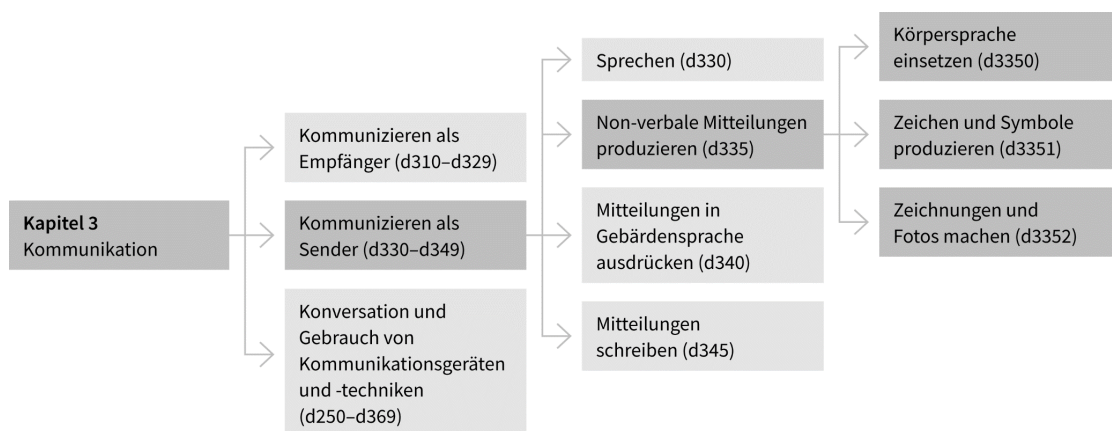 Kapitel 3
Kommunikation
Kommunizieren als
Empfänger (d310–d329)
Kommunizieren als
Sender (d330–d349)
Konversation und
Gebrauch von
Kommunikationsgeräten
und -techniken
(d250–d369)
Sprechen (d330)
Non-verbale Mitteilungen
produzieren (d335)
Mitteilungen in
Gebärdensprache
ausdrücken (d340)
Mitteilungen
schreiben (d345)
Körpersprache
einsetzen (d3350)
Zeichen und Symbole
produzieren (d3351)
Zeichnungen und
Fotos machen (d3352)